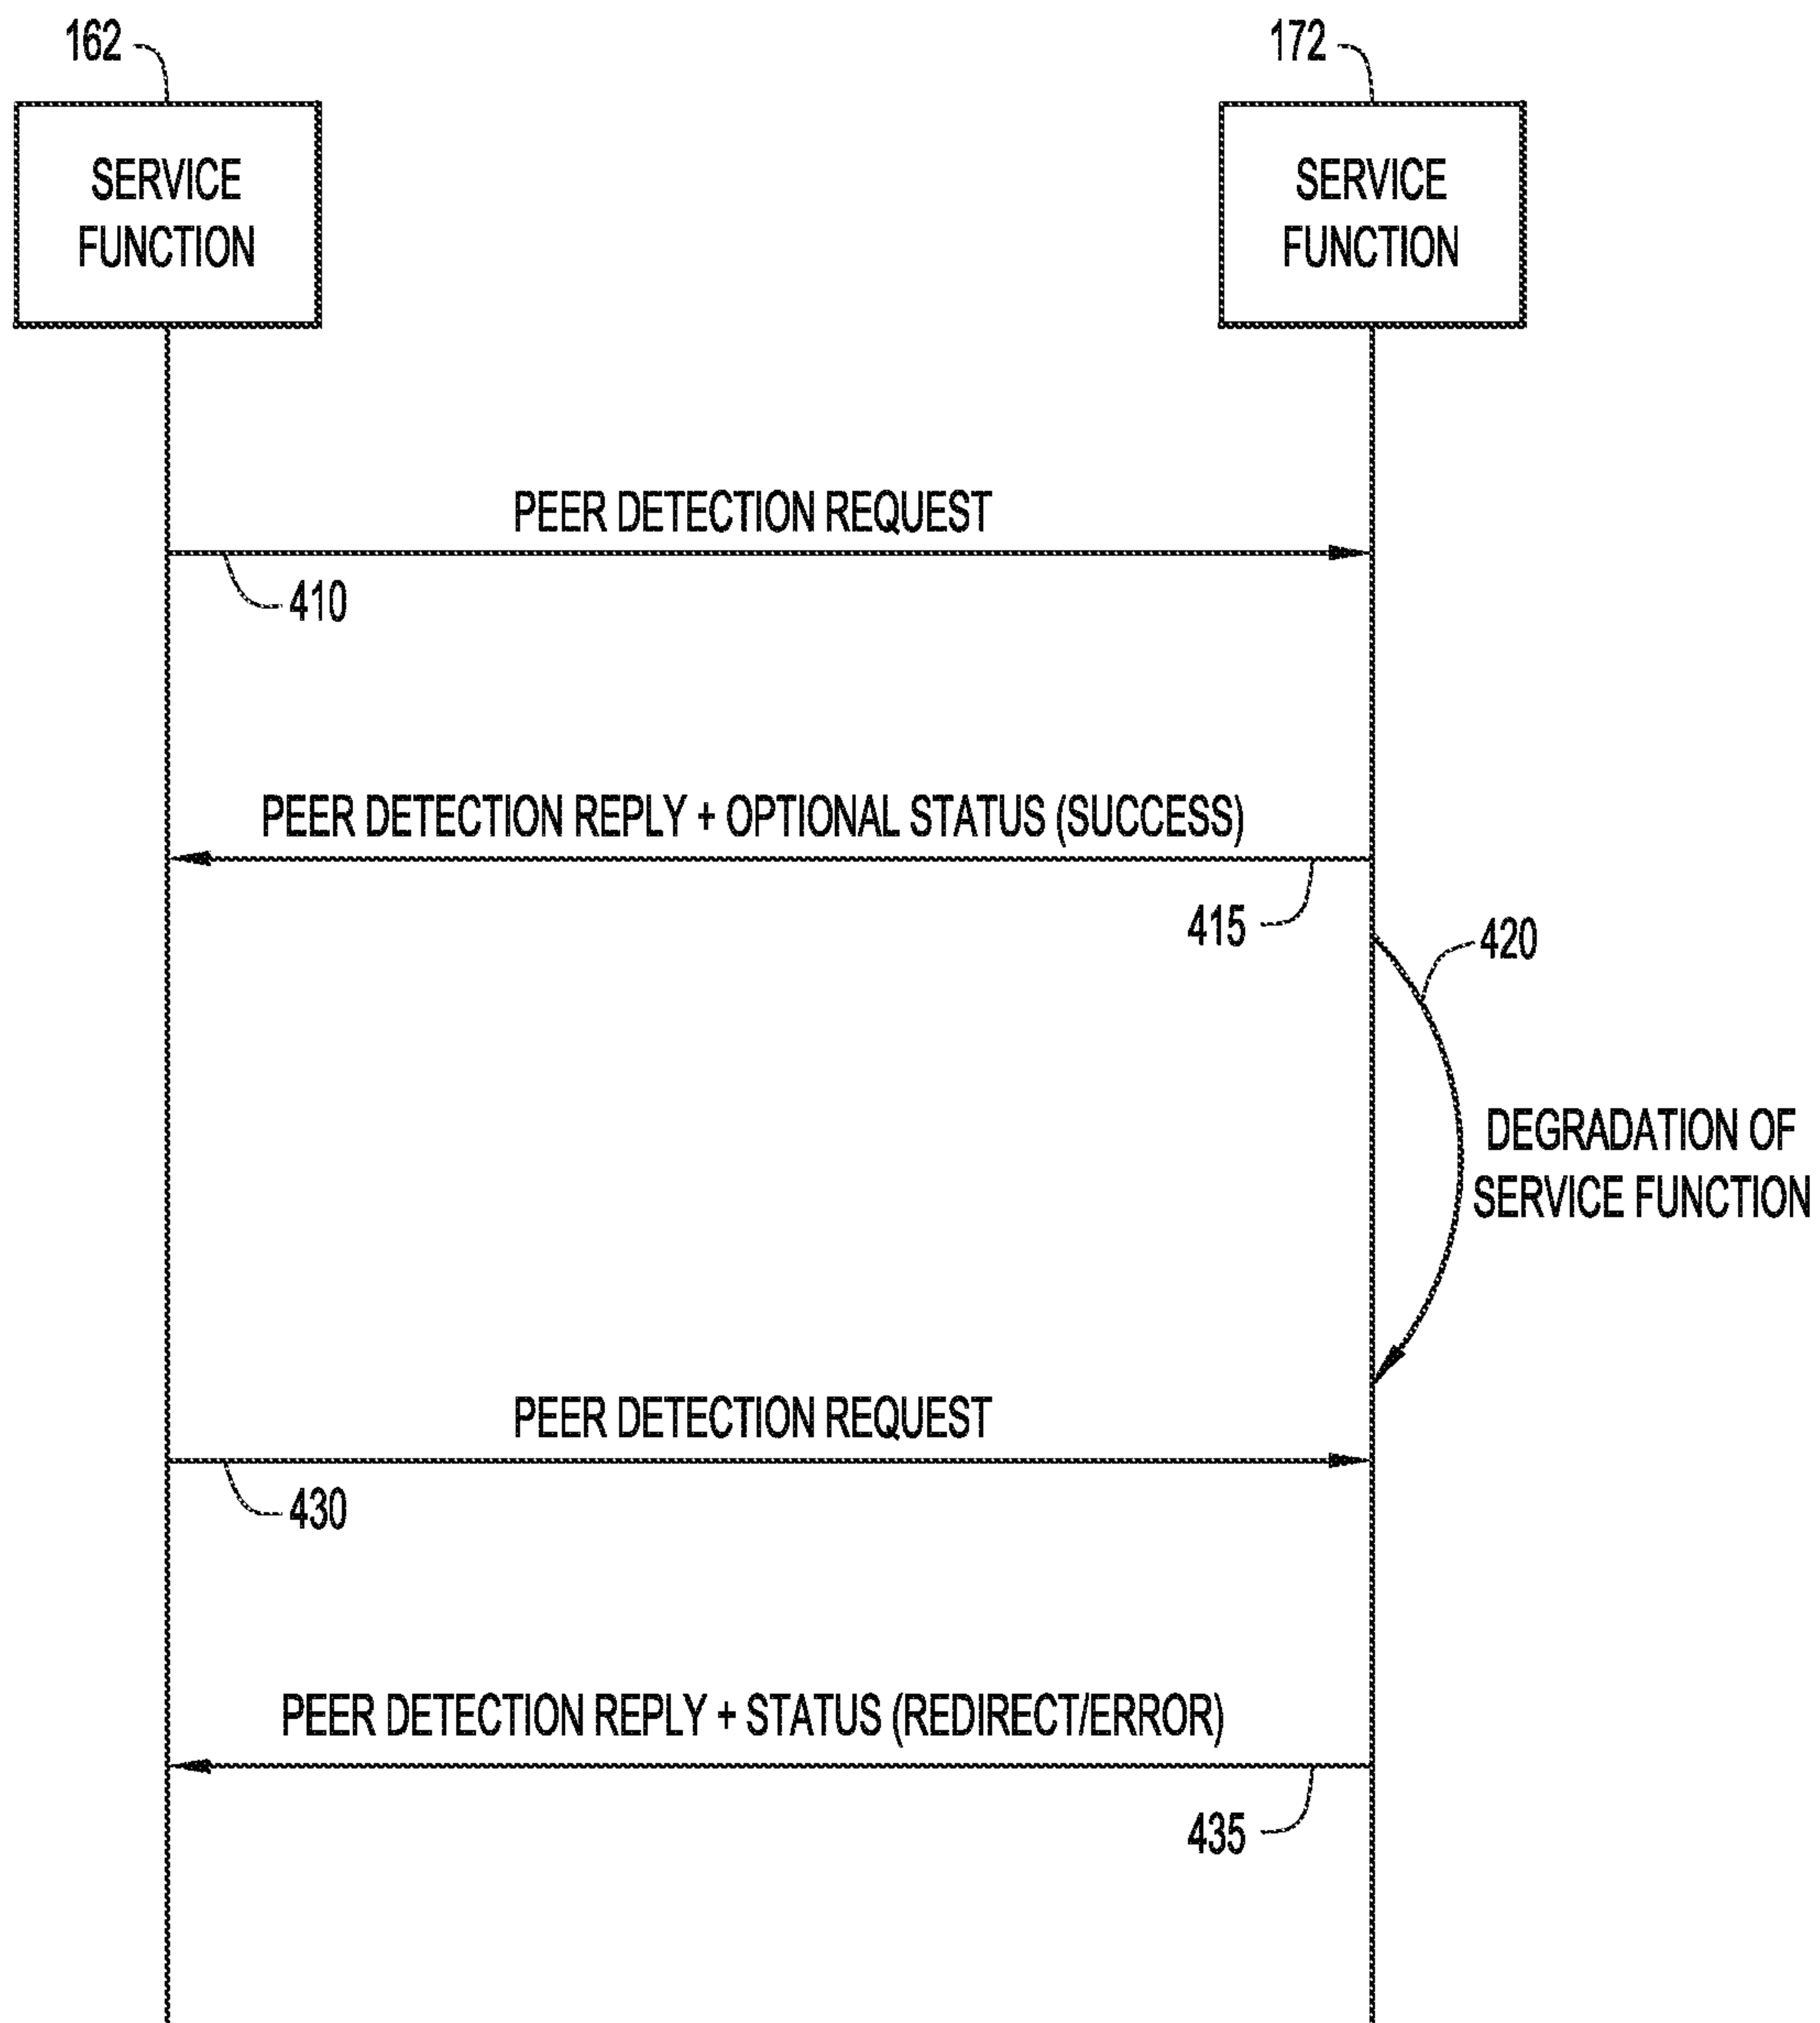 162
172
SERVICE
FUNCTION
SERVICE
FUNCTION
PEER DETECTION REQUEST
410
PEER DETECTION REPLY + OPTIONAL STATUS (SUCCESS)
415
420
DEGRADATION OF
SERVICE FUNCTION
PEER DETECTION REQUEST
430
PEER DETECTION REPLY + STATUS (REDIRECT/ERROR)
435